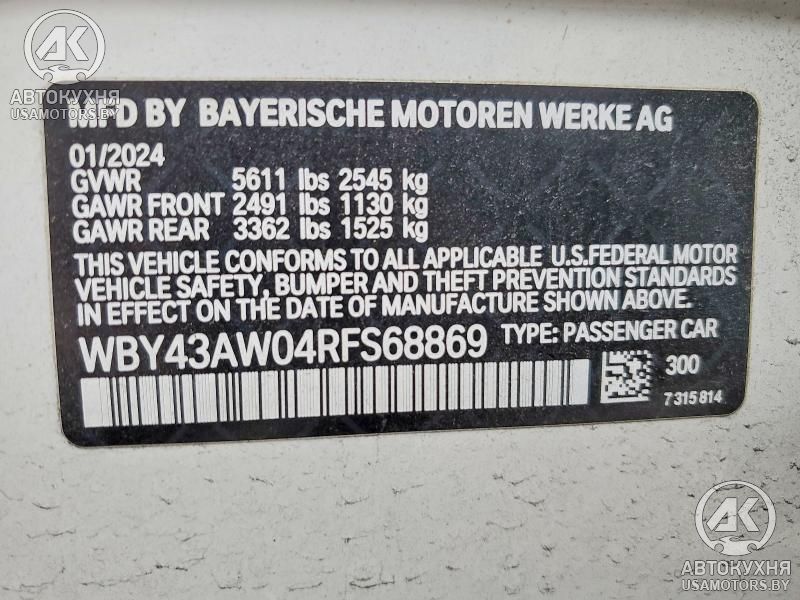 АК
АВТОКУХНЯ
USAMOTORS.BY
MFD BY BAYERISCHE MOTOREN WERKE AG
01/2024
GVWR 5611 lbs 2545 kg
GAWR FRONT 2491 lbs 1130 kg
GAWR REAR 3362 lbs 1525 kg
THIS VEHICLE CONFORMS TO ALL APPLICABLE U.S.FEDERAL MOTOR
VEHICLE SAFETY, BUMPER AND THEFT PREVENTION STANDARDS
IN EFFECT ON THE DATE OF MANUFACTURE SHOWN ABOVE.
WBY43AW04RFS68869 TYPE: PASSENGER CAR
300
7 315 814
АК
АВТОКУХНЯ
USAMOTORS.BY